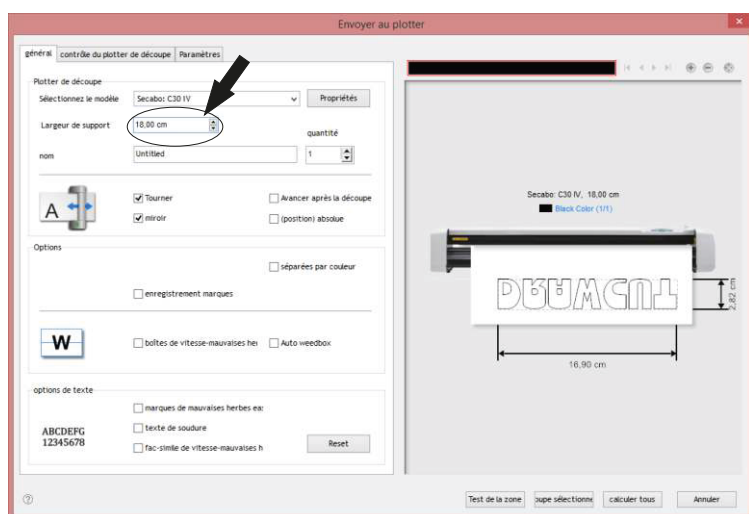 Envoyer au plotter
général contrôle du plotter de découpe Paramètres
Plotter de découpe
Sélectionnez le modèle Secabo: C30 IV Propriétés
Largeur de support 18,00 cm
quantité
nom Untitled 1
A Tourner Avancer après la découpe
miroir (position) absolue
Options
séparées par couleur
enregistrement marques
W boîtes de vitesse-mauvaises her Auto weedbox
options de texte
marques de mauvaises herbes ea:
ABCDEFG texte de soudure
12345678 fac-simile de vitesse-mauvaises h Reset
Secabo: C30 IV, 18,00 cm
Black Color (1/1)
DRUMCUT
2,82 cm
16,90 cm
Test de la zone oupe sélectionne calculer tous Annuler